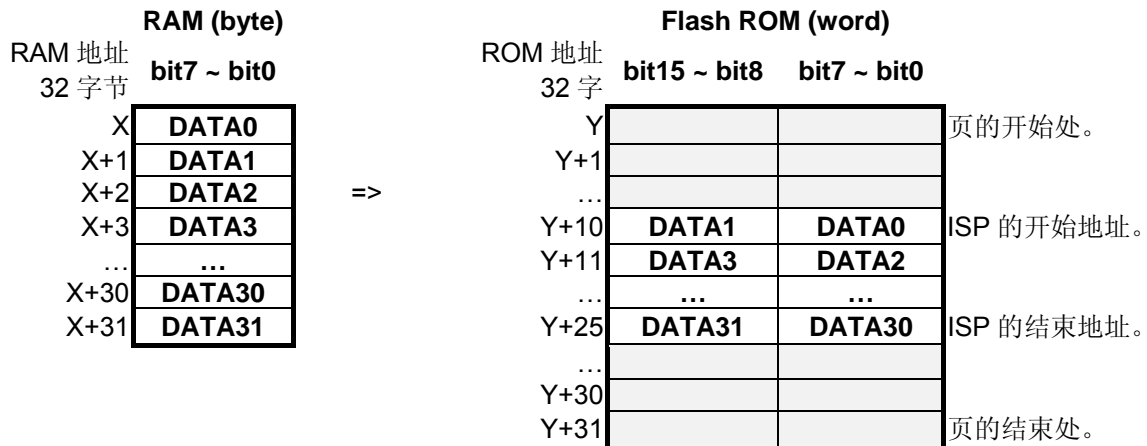 RAM (byte) Flash ROM (word)
RAM 地址 ROM 地址
32 字节 bit7 ~ bit0 32 字 bit15 ~ bit8 bit7 ~ bit0
X DATA0 Y 页的开始处。
X+1 DATA1 Y+1
X+2 DATA2 => …
X+3 DATA3 Y+10 DATA1 DATA0 ISP 的开始地址。
… … Y+11 DATA3 DATA2
X+30 DATA30 … … …
X+31 DATA31 Y+25 DATA31 DATA30 ISP 的结束地址。
…
Y+30
Y+31 页的结束处。